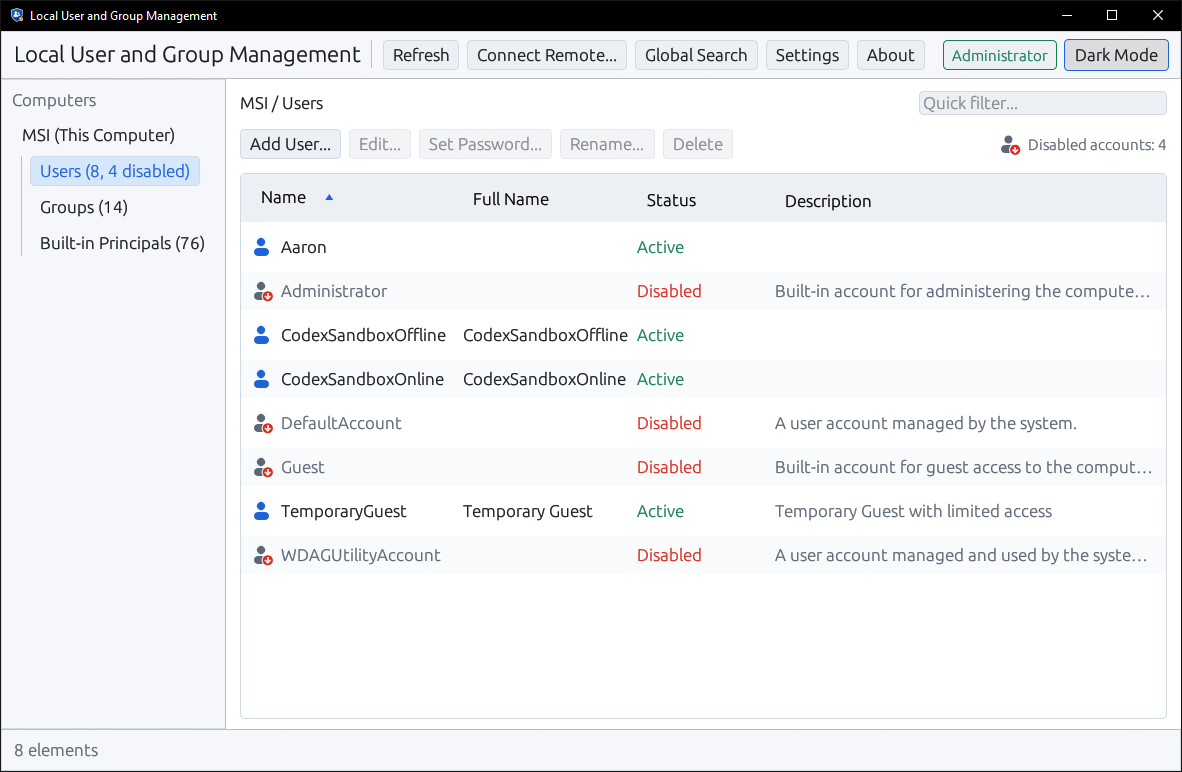 Local User and Group Management
Local User and Group Management Refresh Connect Remote... Global Search Settings About Administrator Dark Mode
Computers
MSI (This Computer)
Users (8, 4 disabled)
Groups (14)
Built-in Principals (76)
MSI / Users Quick filter...
Add User... Edit... Set Password... Rename... Delete Disabled accounts: 4
Name Full Name Status Description
Aaron Active
Administrator Disabled Built-in account for administering the compute…
CodexSandboxOffline CodexSandboxOffline Active
CodexSandboxOnline CodexSandboxOnline Active
DefaultAccount Disabled A user account managed by the system.
Guest Disabled Built-in account for guest access to the comput…
TemporaryGuest Temporary Guest Active Temporary Guest with limited access
WDAGUtilityAccount Disabled A user account managed and used by the syste…
8 elements